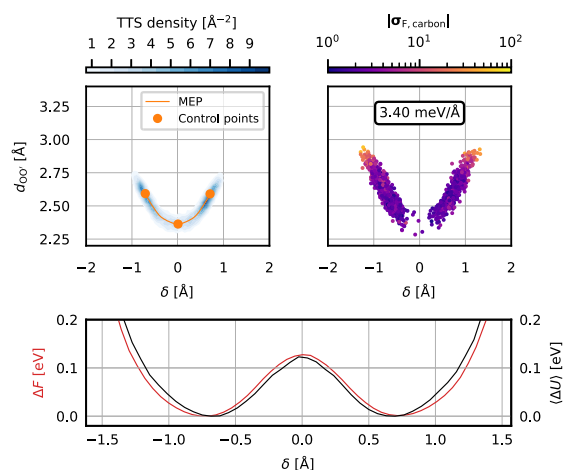 TTS density [Å⁻²]
1 2 3 4 5 6 7 8 9
|σF, carbon|
10⁰ 10¹ 10²
3.40 meV/Å
MEP
Control points
dOO' [Å]
3.25
3.00
2.75
2.50
2.25
−2 −1 0 1 2
δ [Å]
−2 −1 0 1 2
δ [Å]
ΔF [eV]
0.2
0.1
0.0
0.2
0.1
0.0
⟨ΔU⟩ [eV]
−1.5 −1.0 −0.5 0.0 0.5 1.0 1.5
δ [Å]